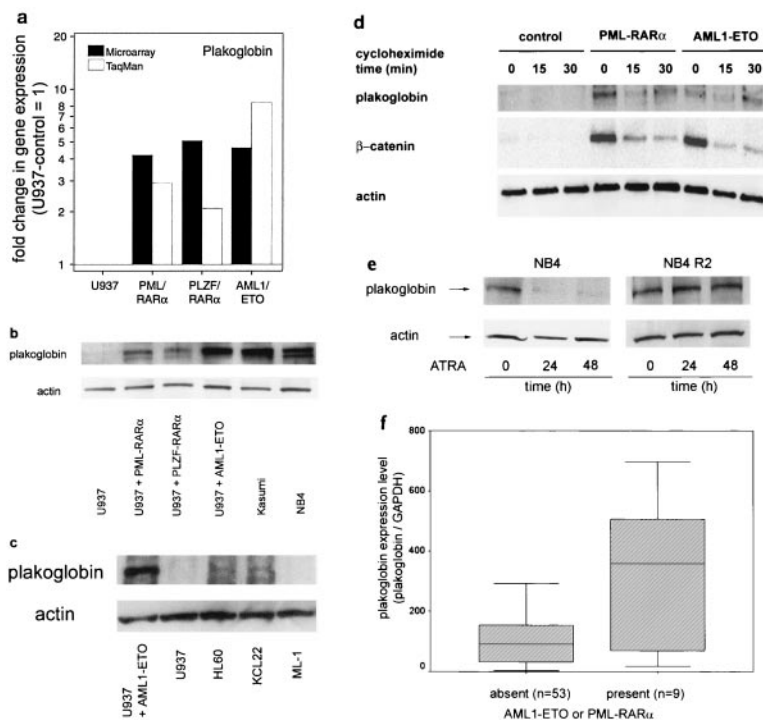 a
20
10
8
7
6
5
4
3
2
1
fold change in gene expression
(U937-control = 1)
Microarray
TaqMan
Plakoglobin
U937
PML/
RARα
PLZF/
RARα
AML1/
ETO
b
plakoglobin
actin
U937
U937 + PML-RARα
U937 + PLZF-RARα
U937 + AML1-ETO
Kasumi
NB4
c
plakoglobin
actin
U937
+ AML1-ETO
U937
HL60
KCL22
ML-1
d
control PML-RARα AML1-ETO
cycloheximide
time (min) 0 15 30 0 15 30 0 15 30
plakoglobin
β–catenin
actin
e
NB4 NB4 R2
plakoglobin
actin
ATRA 0 24 48 0 24 48
time (h) time (h)
f
plakoglobin expression level
(plakoglobin / GAPDH)
800
600
400
200
0
absent (n=53) present (n=9)
AML1-ETO or PML-RARα